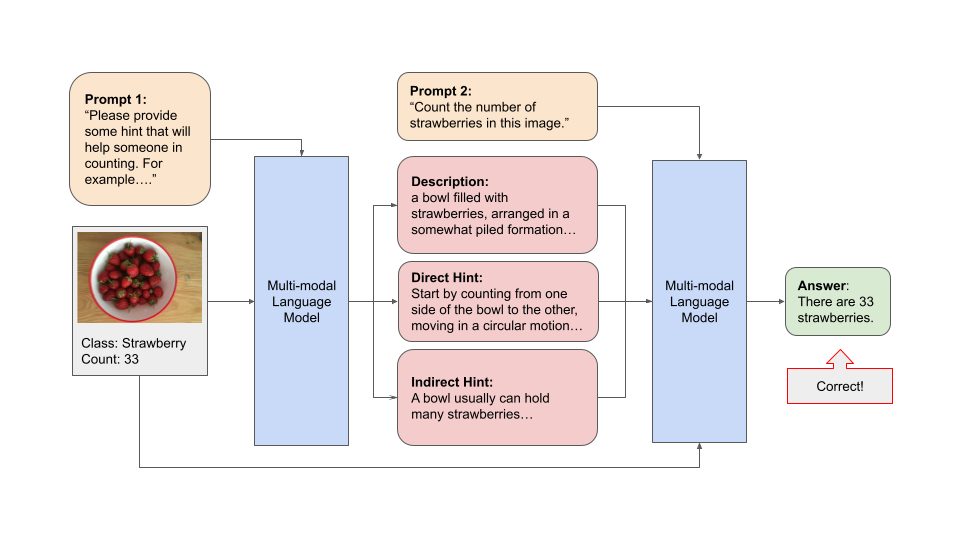 Prompt 1:
“Please provide
some hint that will
help someone in
counting. For
example….”
Class: Strawberry
Count: 33
Multi-modal
Language
Model
Prompt 2:
“Count the number of
strawberries in this image.”
Description:
a bowl filled with
strawberries, arranged in a
somewhat piled formation…
Direct Hint:
Start by counting from one
side of the bowl to the other,
moving in a circular motion…
Indirect Hint:
A bowl usually can hold
many strawberries…
Multi-modal
Language
Model
Answer:
There are 33
strawberries.
Correct!